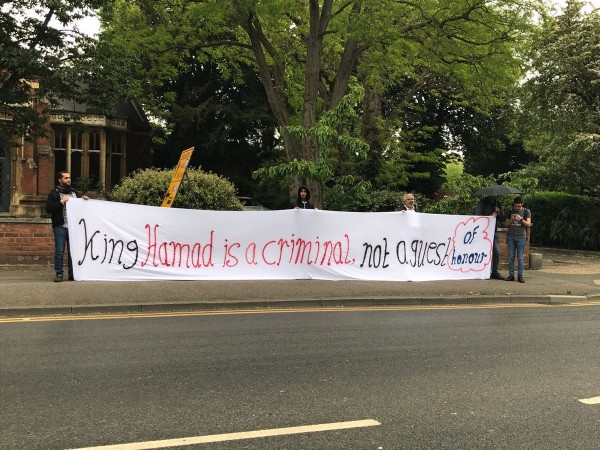 King Hamad is a criminal, not a guest of honour